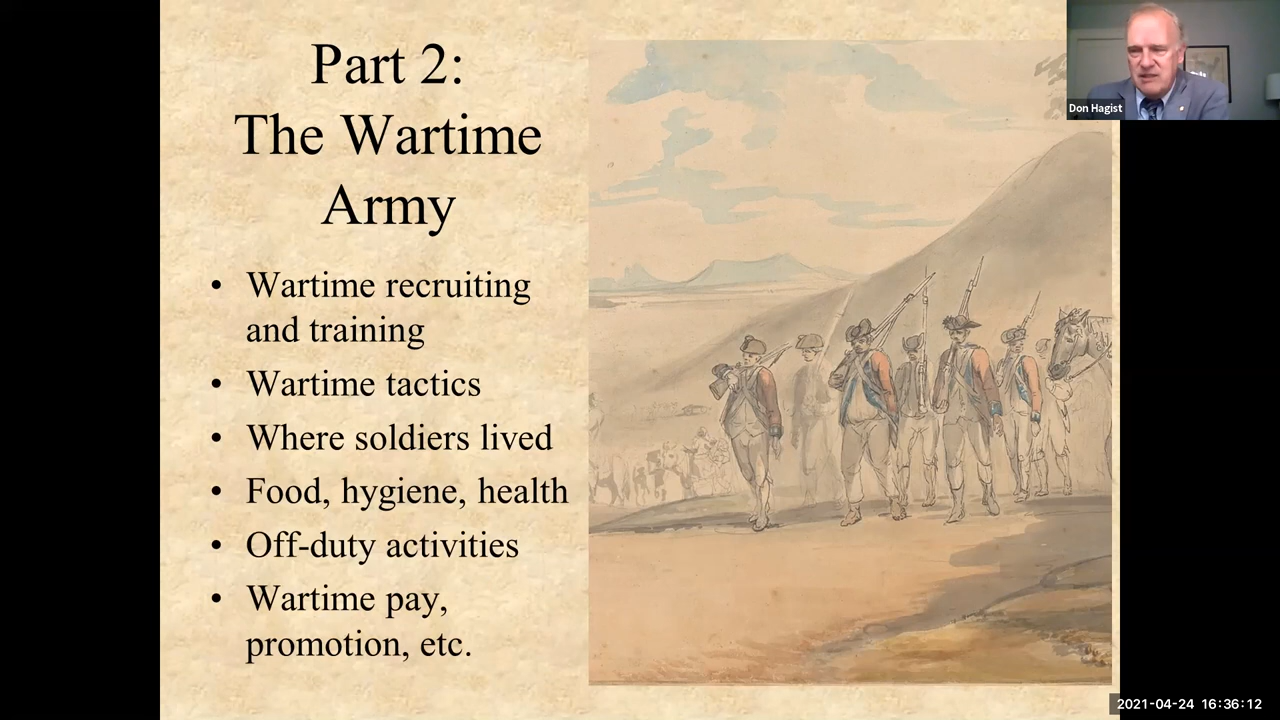 Part 2:
The Wartime
Army
• Wartime recruiting
and training
• Wartime tactics
• Where soldiers lived
• Food, hygiene, health
• Off-duty activities
• Wartime pay,
promotion, etc.
Don Hagist
2021-04-24 16:36:12